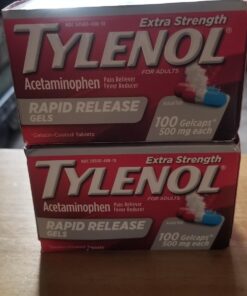 Extra Strength
TYLENOL
FOR ADULTS
Acetaminophen
Pain Reliever
Fever Reducer
RAPID RELEASE
GELS
100 Gelcaps
500 mg each
Extra Strength
TYLENOL
FOR ADULTS
Acetaminophen
Pain Reliever
Fever Reducer
RAPID RELEASE
GELS
100 Gelcaps
500 mg each